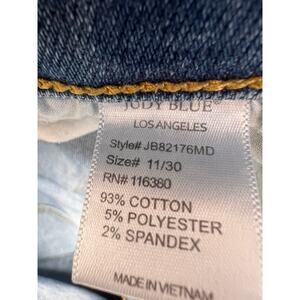 JUDY BLUE®
LOS ANGELES
Style# JB82176MD
Size# 11/30
RN# 116380
93% COTTON
5% POLYESTER
2% SPANDEX
MADE IN VIETNAM